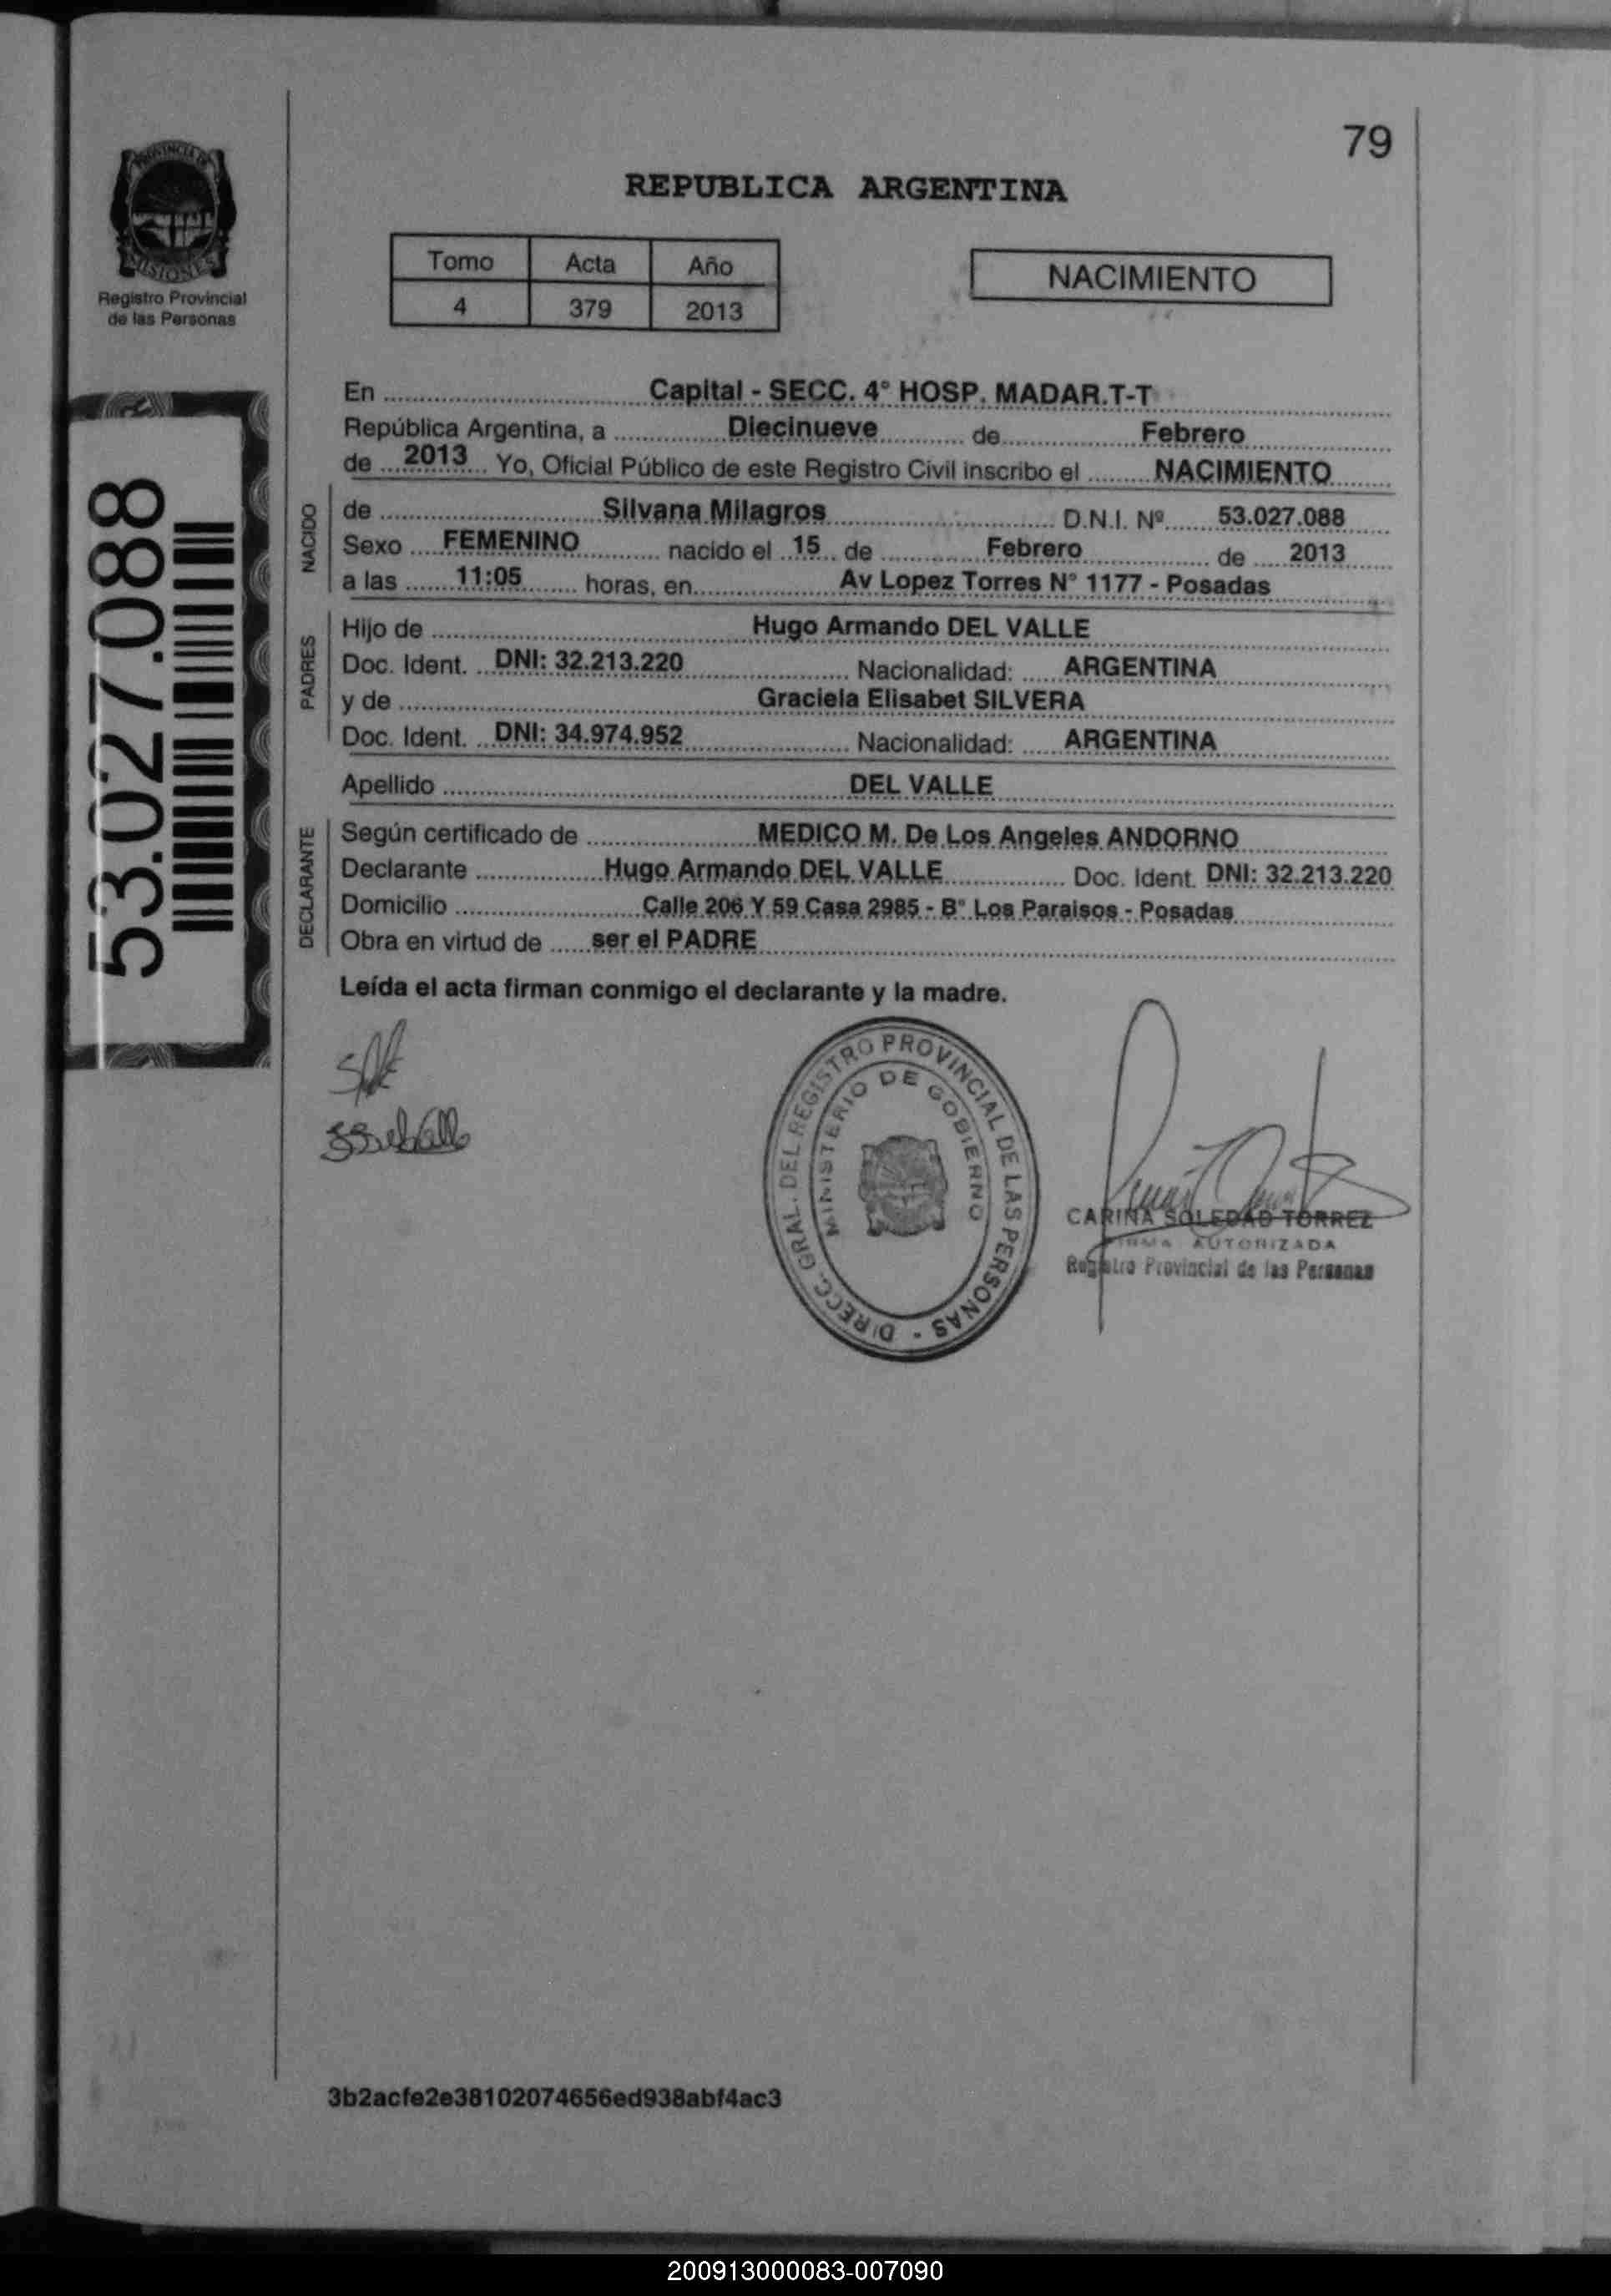 79
PROVINCIA DE
MISIONES
Registro Provincial
de las Personas
53.027.088
REPUBLICA ARGENTINA
Tomo Acta Año
4 379 2013
NACIMIENTO
En Capital - SECC. 4° HOSP. MADAR.T-T
República Argentina, a Diecinueve de Febrero
de 2013 Yo, Oficial Público de este Registro Civil inscribo el NACIMIENTO
NACIDO
de Silvana Milagros D.N.I. Nº 53.027.088
Sexo FEMENINO nacido el 15 de Febrero de 2013
a las 11:05 horas, en Av Lopez Torres N° 1177 - Posadas
PADRES
Hijo de Hugo Armando DEL VALLE
Doc. Ident. DNI: 32.213.220 Nacionalidad: ARGENTINA
y de Graciela Elisabet SILVERA
Doc. Ident. DNI: 34.974.952 Nacionalidad: ARGENTINA
Apellido DEL VALLE
DECLARANTE
Según certificado de MEDICO M. De Los Angeles ANDORNO
Declarante Hugo Armando DEL VALLE Doc. Ident. DNI: 32.213.220
Domicilio Calle 206 Y 59 Casa 2985 - B° Los Paraisos - Posadas
Obra en virtud de ser el PADRE
Leída el acta firman conmigo el declarante y la madre.
DIRECC. GRAL. DEL REGISTRO PROVINCIAL DE LAS PERSONAS -
MINISTERIO DE GOBIERNO
CARINA SOLEDAD TORREZ
FIRMA AUTORIZADA
Registro Provincial de las Personas
3b2acfe2e38102074656ed938abf4ac3
200913000083-007090